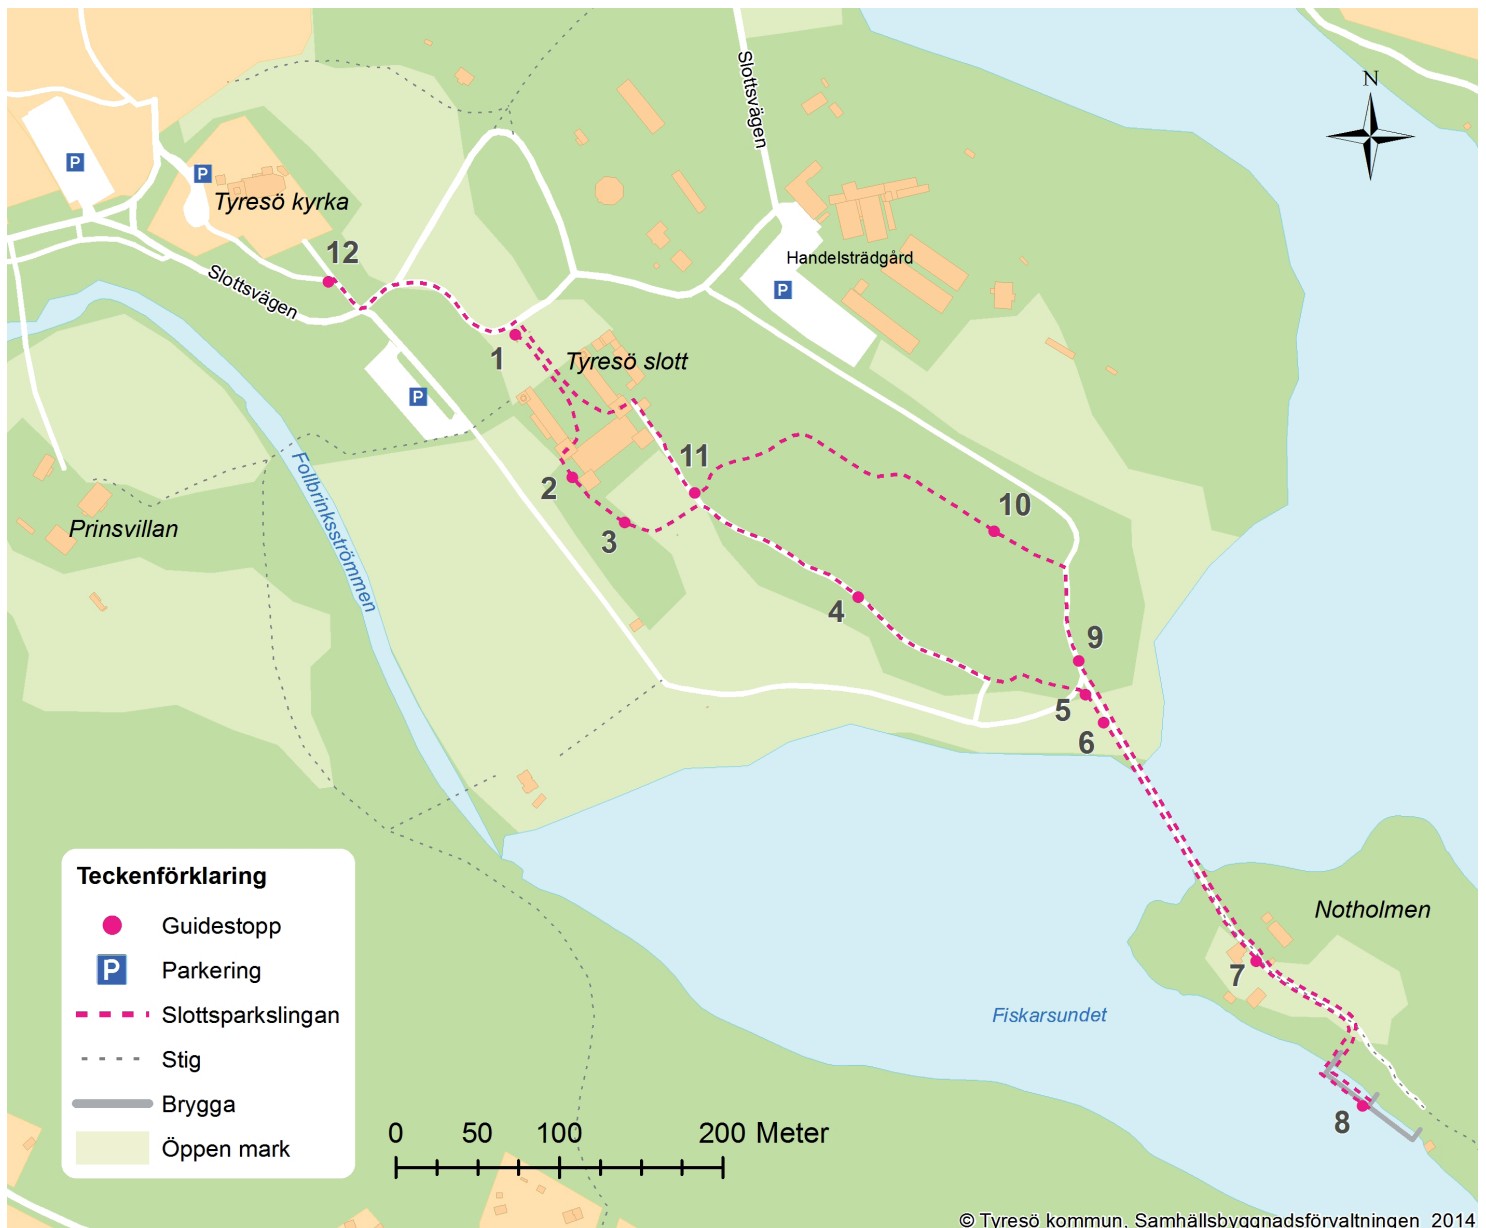 N
Slottsvägen
P
P
Tyresö kyrka
12
Handelsträdgård
P
Slottsvägen
1
Tyresö slott
P
11
2
10
3
Prinsvillan
Follbrinksströmmen
4
9
5
6
Notholmen
7
Fiskarsundet
8
Teckenförklaring
Guidestopp
P Parkering
Slottsparkslingan
Stig
Brygga
Öppen mark
0 50 100 200 Meter
© Tyresö kommun, Samhällsbyggnadsförvaltningen 2014